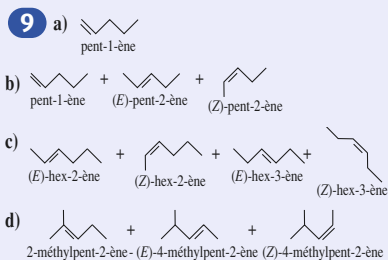 9 a)
pent-1-ène
b) + +
pent-1-ène (E)-pent-2-ène (Z)-pent-2-ène
c) + + +
(E)-hex-2-ène (Z)-hex-2-ène (E)-hex-3-ène (Z)-hex-3-ène
d) + +
2-méthylpent-2-ène- (E)-4-méthylpent-2-ène (Z)-4-méthylpent-2-ène